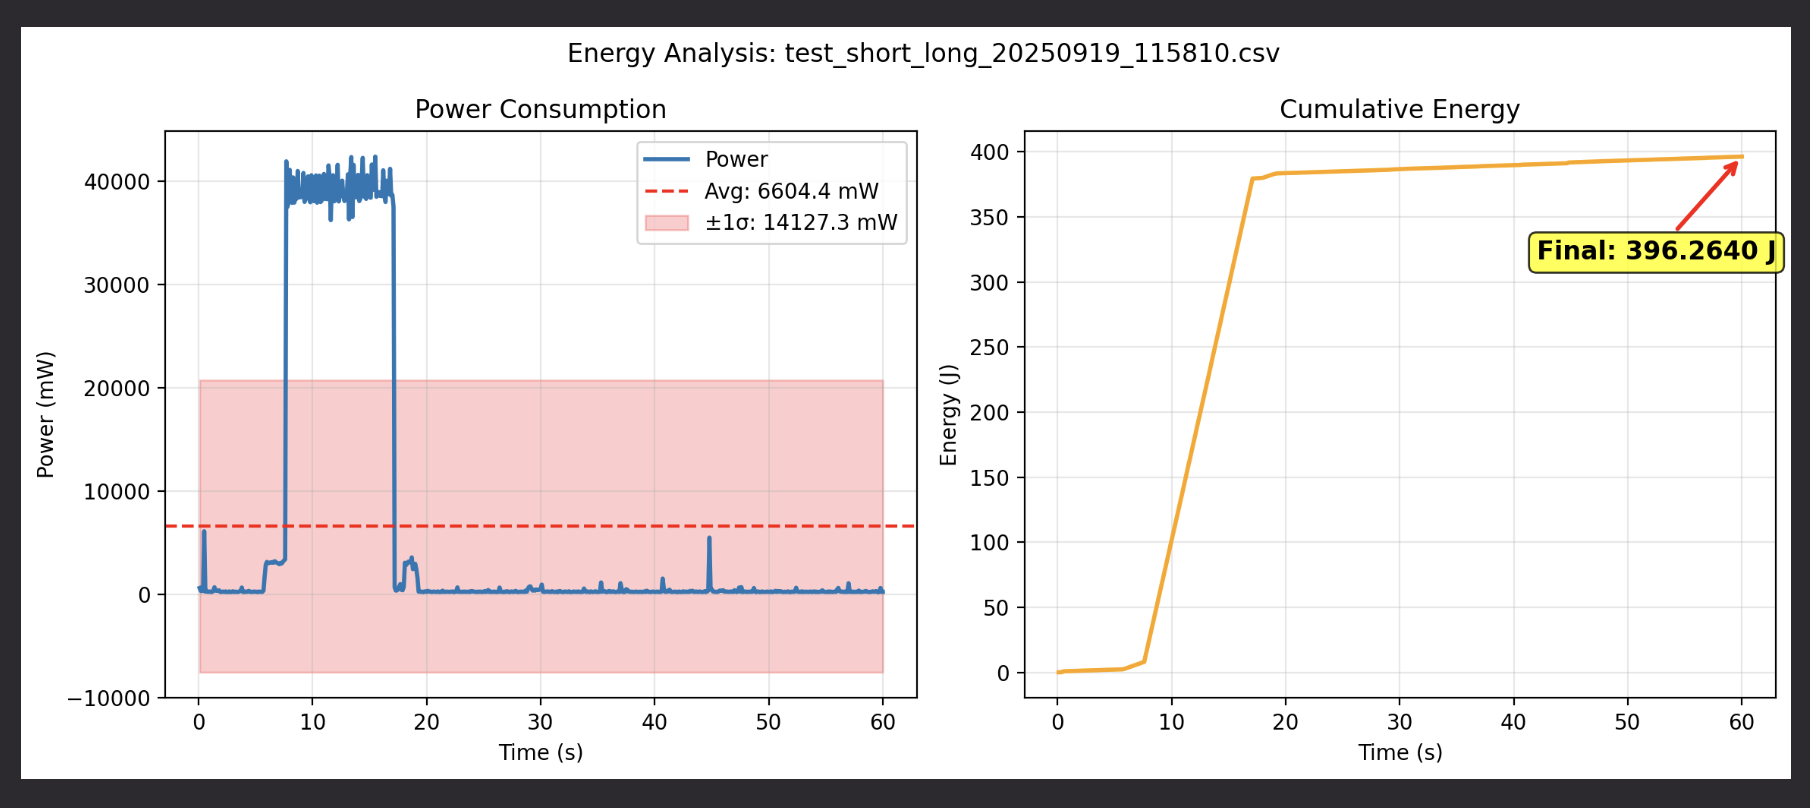 Energy Analysis: test_short_long_20250919_115810.csv
Power Consumption
Power
Avg: 6604.4 mW
±1σ: 14127.3 mW
Power (mW)
40000
30000
20000
10000
0
−10000
0 10 20 30 40 50 60
Time (s)
Cumulative Energy
Final: 396.2640 J
Energy (J)
400
350
300
250
200
150
100
50
0
0 10 20 30 40 50 60
Time (s)